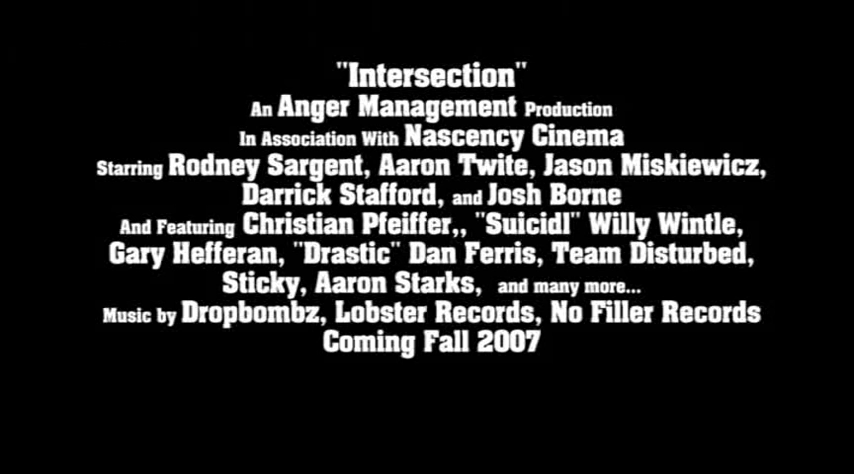 "Intersection"
An Anger Management Production
In Association With Nascency Cinema
Starring Rodney Sargent, Aaron Twite, Jason Miskiewicz,
Darrick Stafford, and Josh Borne
And Featuring Christian Pfeiffer,, "Suicidl" Willy Wintle,
Gary Hefferan, "Drastic" Dan Ferris, Team Disturbed,
Sticky, Aaron Starks, and many more...
Music by Dropbombz, Lobster Records, No Filler Records
Coming Fall 2007